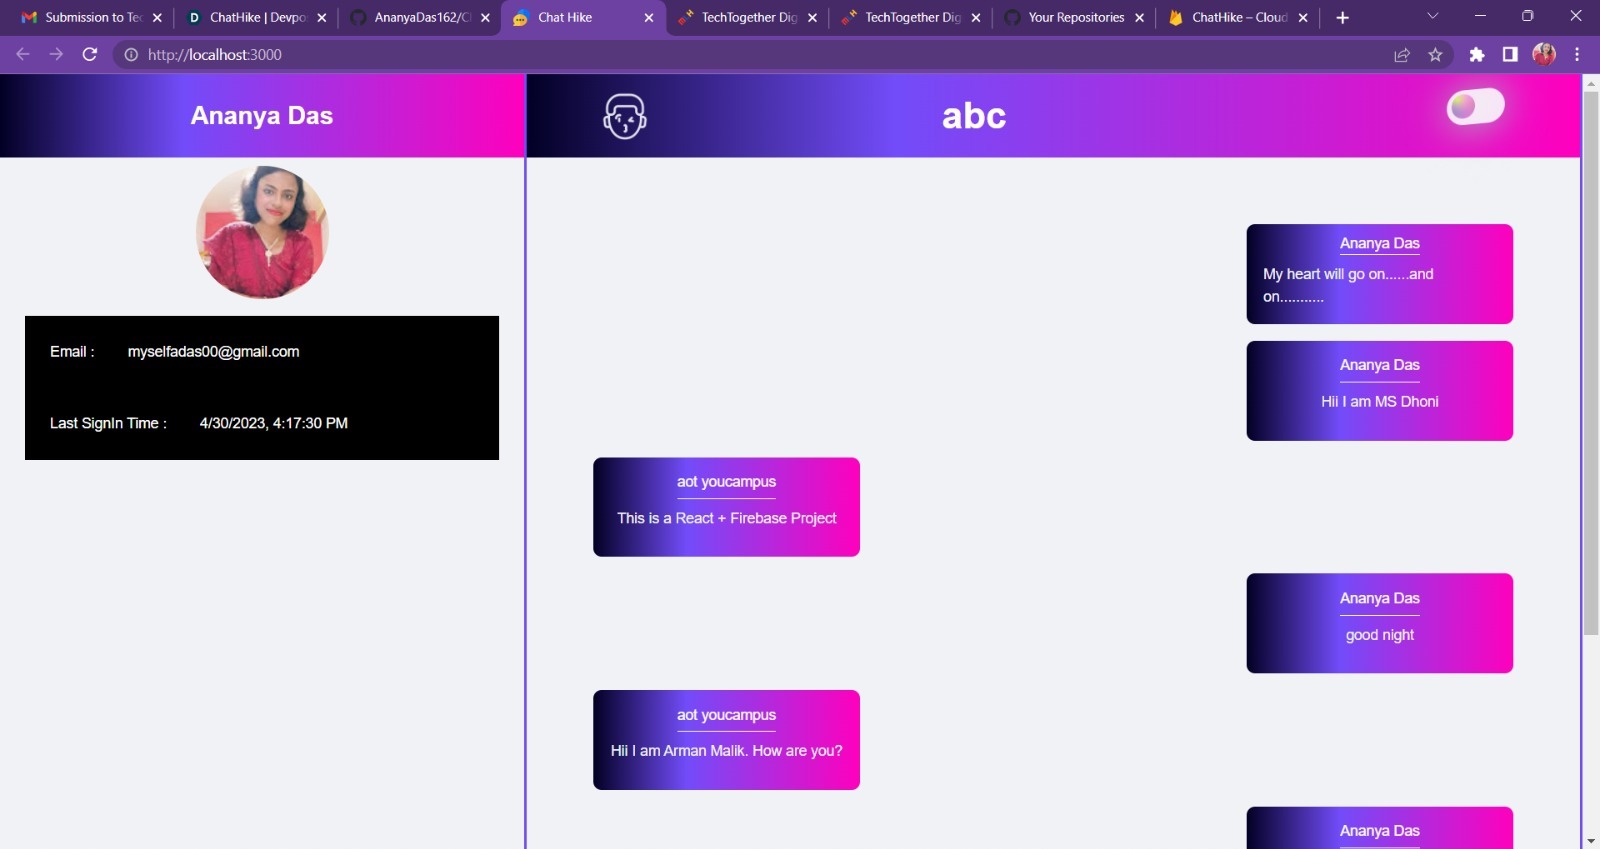 Submission to Tec
ChatHike | Devpo
AnanyaDas162/C
Chat Hike
TechTogether Dig
TechTogether Dig
Your Repositories
ChatHike – Cloud
http://localhost:3000
Ananya Das
abc
Email : myselfadas00@gmail.com
Last SignIn Time : 4/30/2023, 4:17:30 PM
Ananya Das
My heart will go on......and
on...........
Ananya Das
Hii I am MS Dhoni
aot youcampus
This is a React + Firebase Project
Ananya Das
good night
aot youcampus
Hii I am Arman Malik. How are you?
Ananya Das